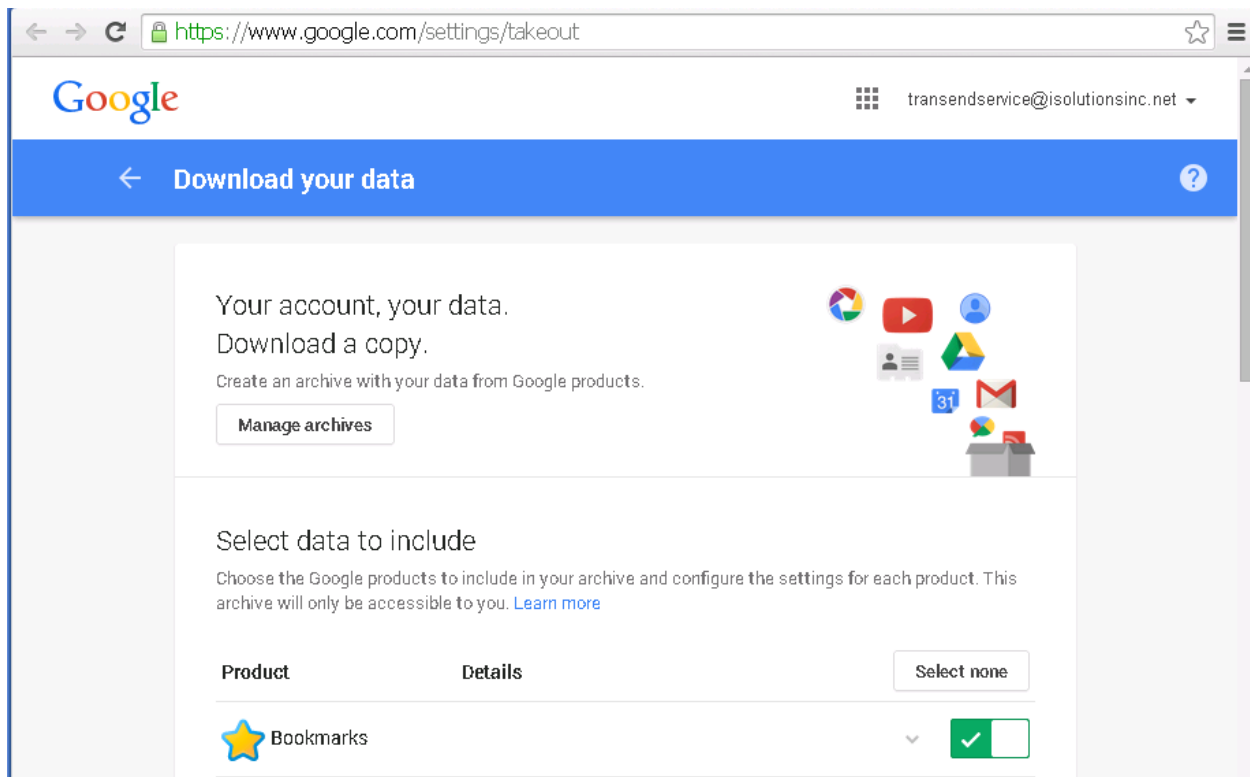 https://www.google.com/settings/takeout
Google
transendservice@isolutionsinc.net
Download your data
?
Your account, your data.
Download a copy.
Create an archive with your data from Google products.
Manage archives
31
Select data to include
Choose the Google products to include in your archive and configure the settings for each product. This
archive will only be accessible to you. Learn more
Product Details Select none
Bookmarks